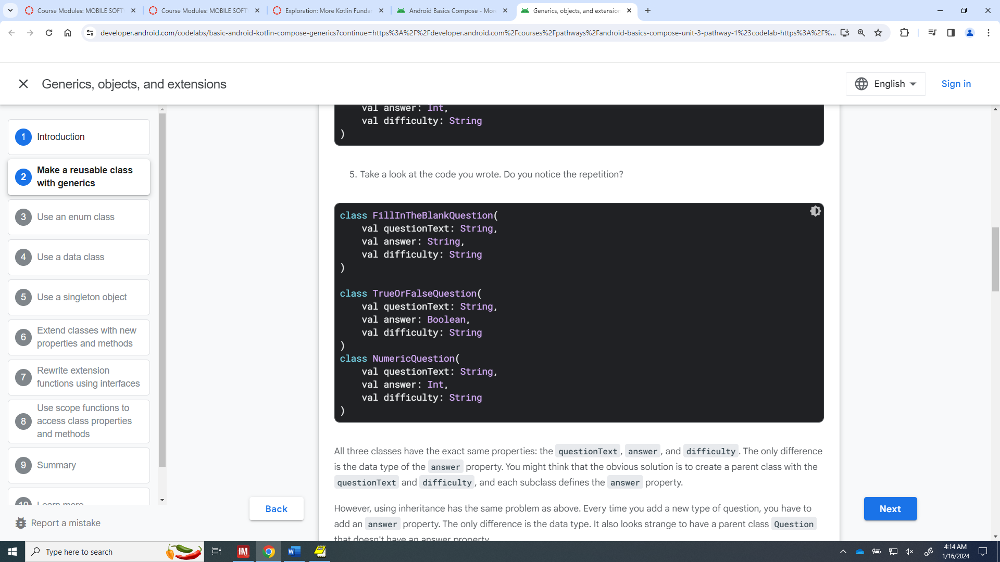 Course Modules: MOBILE SOFT
Course Modules: MOBILE SOFT
Exploration: More Kotlin Funda
Android Basics Compose - Mor
Generics, objects, and extension
developer.android.com/codelabs/basic-android-kotlin-compose-generics?continue=https%3A%2F%2Fdeveloper.android.com%2Fcourses%2Fpathways%2Fandroid-basics-compose-unit-3-pathway-1%23codelab-https%3A%2F%...
Generics, objects, and extensions
English
Sign in
1 Introduction
2 Make a reusable class
with generics
3 Use an enum class
4 Use a data class
5 Use a singleton object
6 Extend classes with new
properties and methods
7 Rewrite extension
functions using interfaces
8 Use scope functions to
access class properties
and methods
9 Summary
10 Learn more
Report a mistake
val answer: Int,
val difficulty: String
)
5. Take a look at the code you wrote. Do you notice the repetition?
class FillInTheBlankQuestion(
val questionText: String,
val answer: String,
val difficulty: String
)
class TrueOrFalseQuestion(
val questionText: String,
val answer: Boolean,
val difficulty: String
)
class NumericQuestion(
val questionText: String,
val answer: Int,
val difficulty: String
)
All three classes have the exact same properties: the questionText, answer, and difficulty. The only difference
is the data type of the answer property. You might think that the obvious solution is to create a parent class with the
questionText and difficulty, and each subclass defines the answer property.
However, using inheritance has the same problem as above. Every time you add a new type of question, you have to
add an answer property. The only difference is the data type. It also looks strange to have a parent class Question
that doesn't have an answer property.
Back
Next
Type here to search
IM
W
4:14 AM
1/16/2024